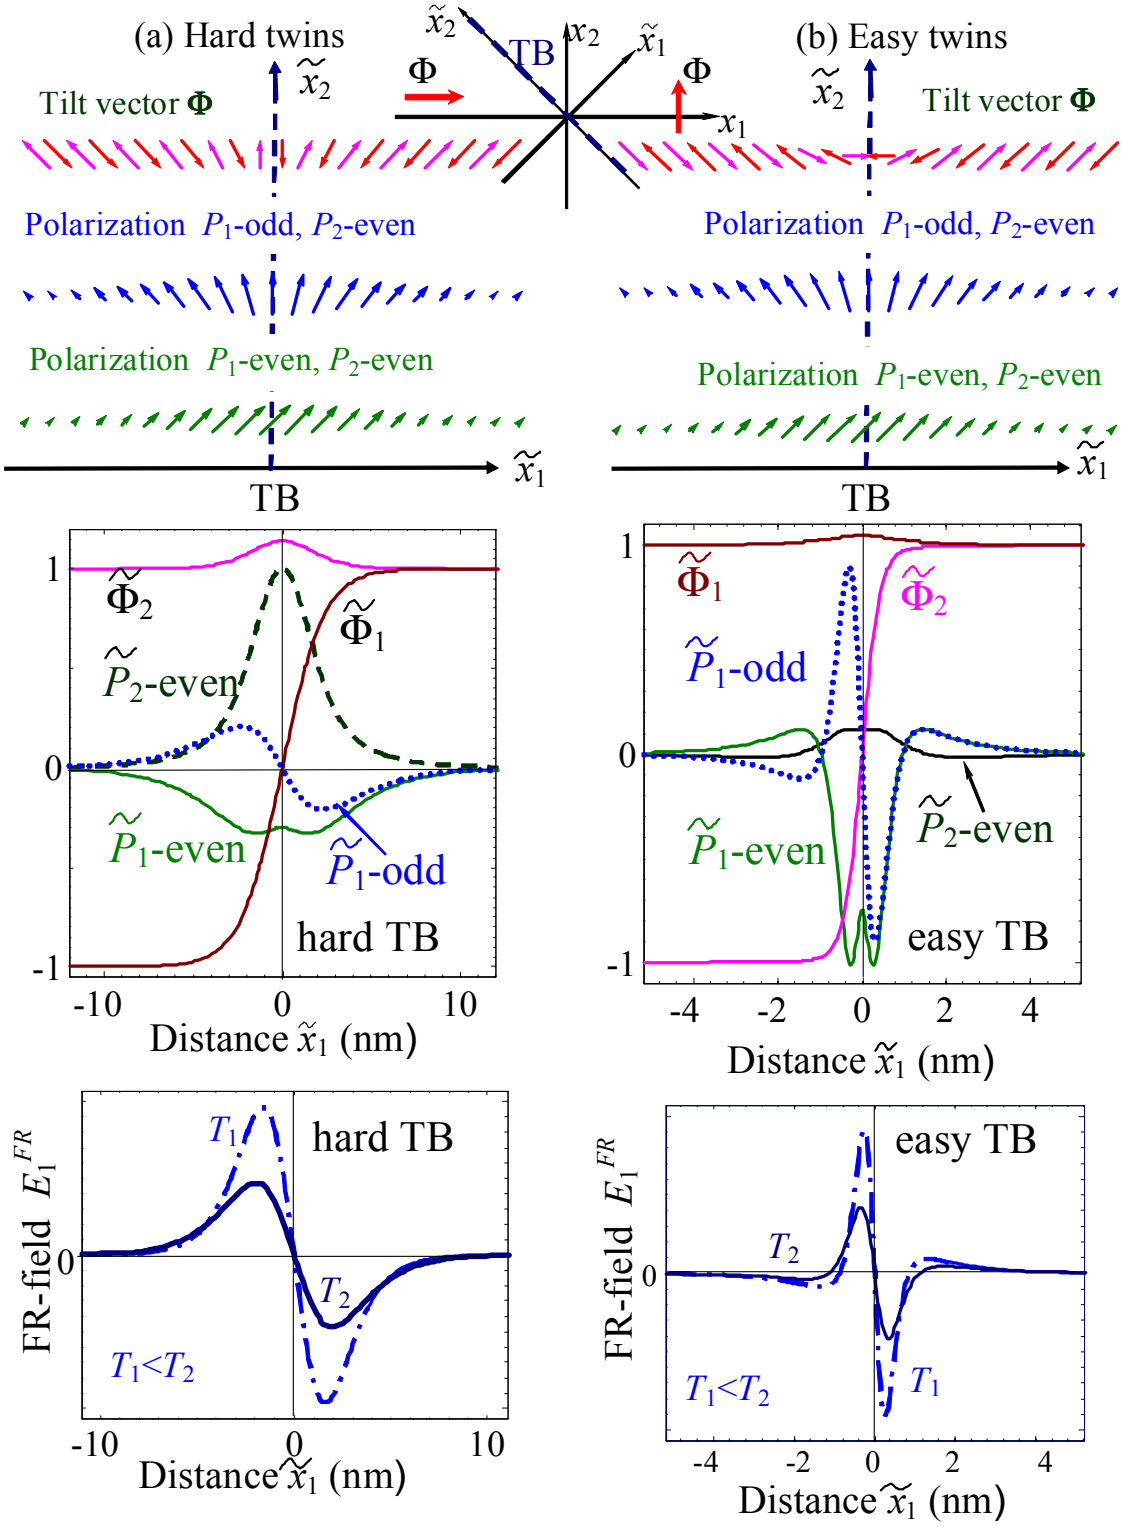 (a) Hard twins
x̃₂
x₂
x̃₁
(b) Easy twins
TB
x̃₂
Φ
Φ
x̃₂
Tilt vector Φ
Tilt vector Φ
x₁
Polarization P₁-odd, P₂-even
Polarization P₁-odd, P₂-even
Polarization P₁-even, P₂-even
Polarization P₁-even, P₂-even
x̃₁
x̃₁
TB
TB
1
Φ̃₂
Φ̃₁
P̃₂-even
0
P̃₁-even
P̃₁-odd
hard TB
-1
-10 0 10
Distance x̃₁ (nm)
1
Φ̃₁
Φ̃₂
P̃₁-odd
0
P̃₂-even
P̃₁-even
easy TB
-1
-4 -2 0 2 4
Distance x̃₁ (nm)
FR-field E₁ᶠᴿ
T₁
hard TB
0
T₂
T₁<T₂
-10 0 10
Distance x̃₁ (nm)
FR-field E₁ᶠᴿ
easy TB
T₂
0
T₁<T₂
T₁
-4 -2 0 2 4
Distance x̃₁ (nm)